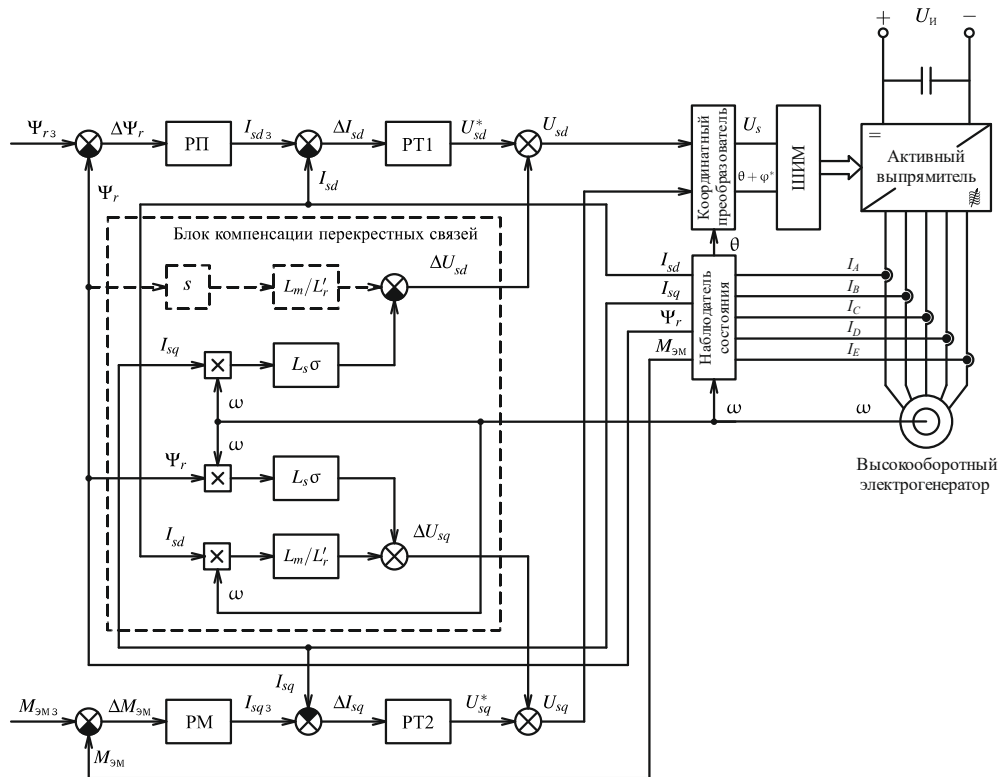 + U_и −
Ψ_rз
ΔΨ_r
РП
I_sdз
ΔI_sd
РТ1
U*_sd
U_sd
Координатный
преобразователь
U_s
θ + φ*
ШИМ
=
Активный
выпрямитель
Ψ_r
I_sd
Блок компенсации перекрестных связей
s
L_m/L′_r
ΔU_sd
θ
I_sd
I_sq
Ψ_r
M_эм
Наблюдатель
состояния
I_A
I_B
I_C
I_D
I_E
I_sq
×
L_sσ
ω
ω
ω
ω
Ψ_r
×
L_sσ
Высокооборотный
электрогенератор
I_sd
×
L_m/L′_r
ΔU_sq
ω
I_sq
M_эмз
ΔM_эм
РМ
I_sqз
ΔI_sq
РТ2
U*_sq
U_sq
M_эм